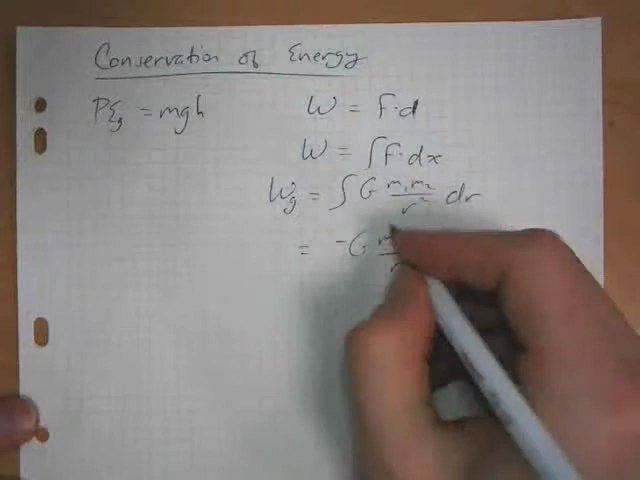 Conservation of Energy
PEg = mgh
W = F·d
W = ∫F·dx
Wg = ∫ G m₁m₂/r² dr
= -G m